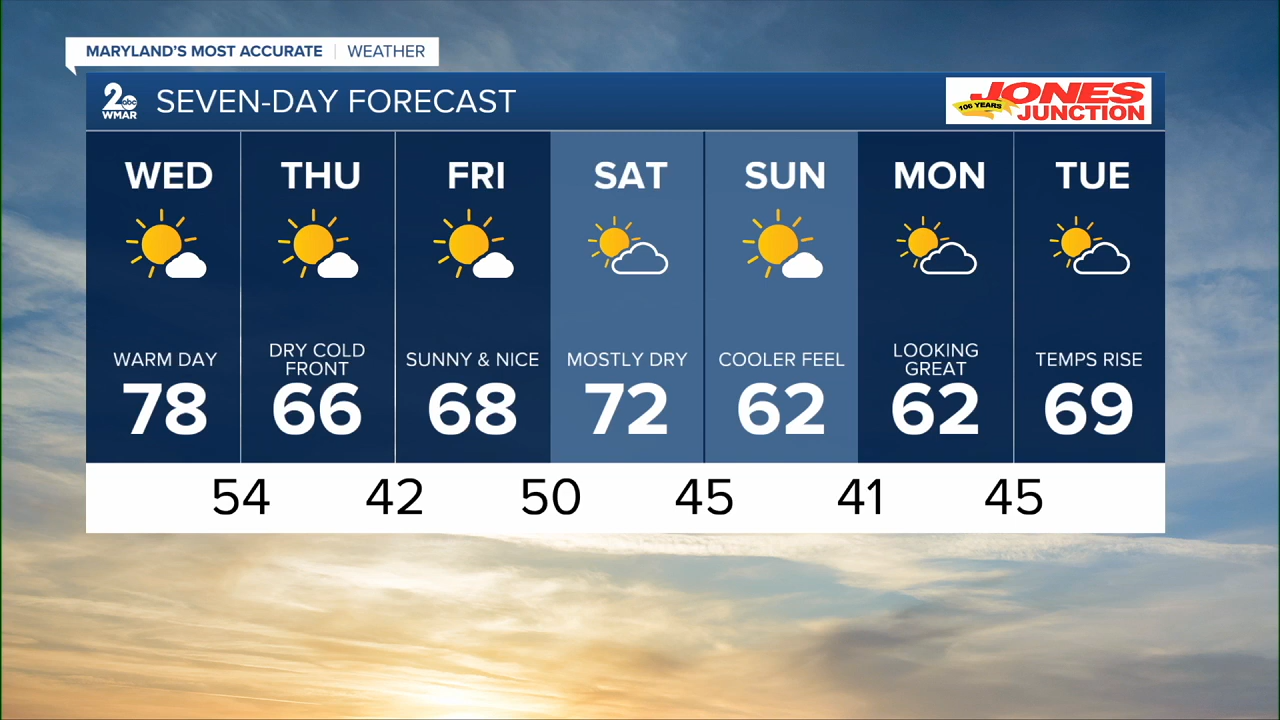 MARYLAND'S MOST ACCURATE | WEATHER
2 abc
WMAR
SEVEN-DAY FORECAST
JONES
106 YEARS
JUNCTION
WED THU FRI SAT SUN MON TUE
WARM DAY
DRY COLD
FRONT
SUNNY & NICE
MOSTLY DRY
COOLER FEEL
LOOKING
GREAT
TEMPS RISE
78 66 68 72 62 62 69
54 42 50 45 41 45